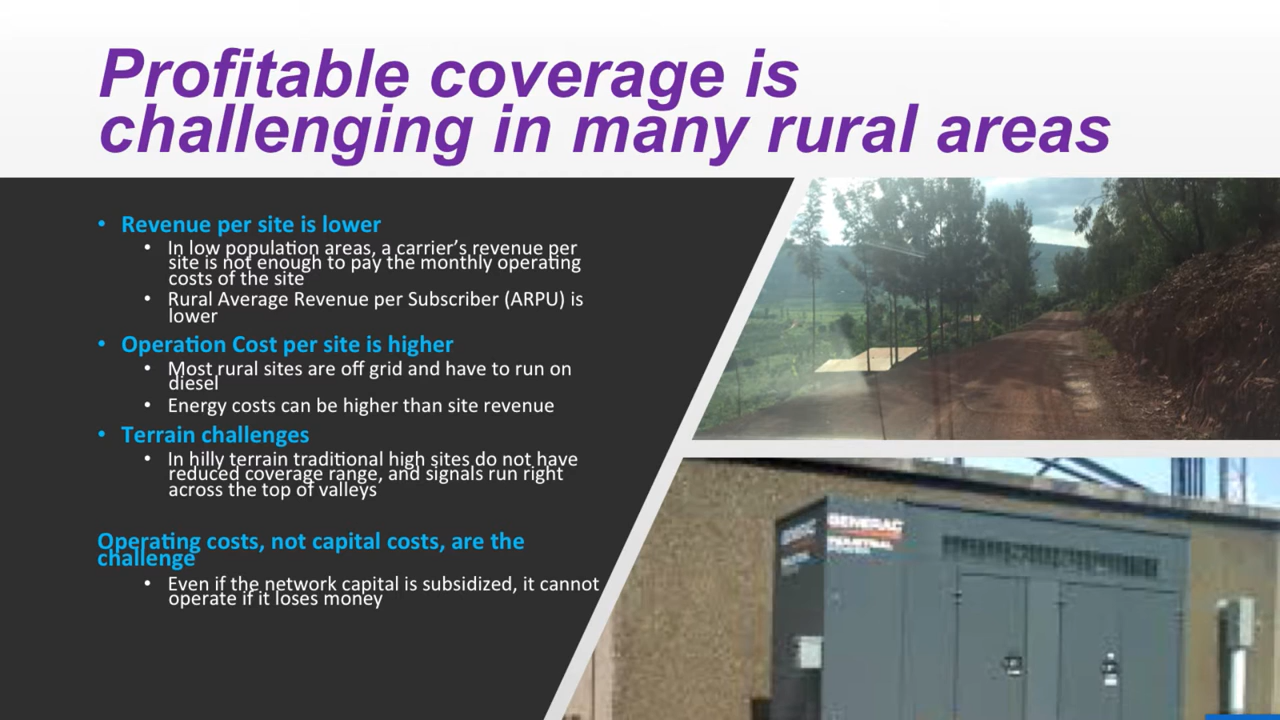 Profitable coverage is
challenging in many rural areas
• Revenue per site is lower
• In low population areas, a carrier's revenue per
site is not enough to pay the monthly operating
costs of the site
• Rural Average Revenue per Subscriber (ARPU) is
lower
• Operation Cost per site is higher
• Most rural sites are off grid and have to run on
diesel
• Energy costs can be higher than site revenue
• Terrain challenges
• In hilly terrain traditional high sites do not have
reduced coverage range, and signals run right
across the top of valleys
Operating costs, not capital costs, are the
challenge
• Even if the network capital is subsidized, it cannot
operate if it loses money
GENERAC
INDUSTRIAL